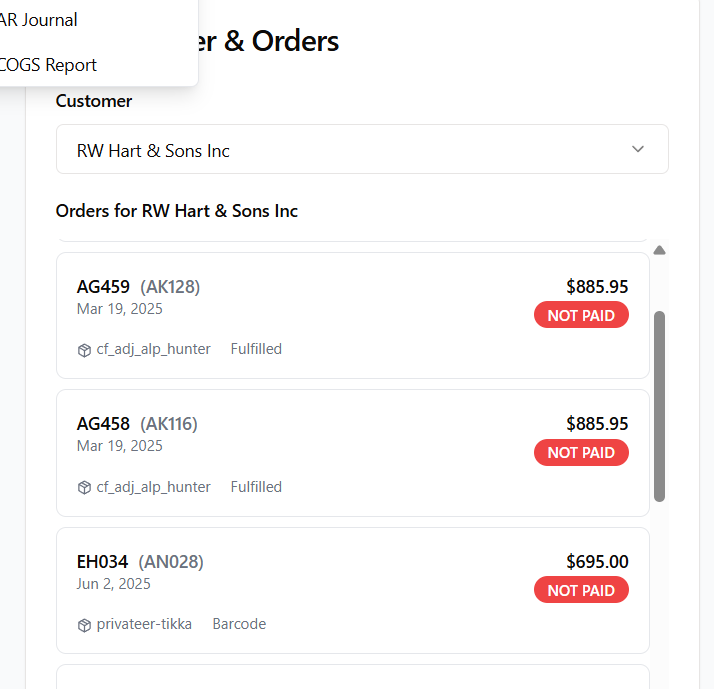 AR Journal
er & Orders
COGS Report
Customer
RW Hart & Sons Inc
Orders for RW Hart & Sons Inc
AG459 (AK128) $885.95
Mar 19, 2025 NOT PAID
cf_adj_alp_hunter Fulfilled
AG458 (AK116) $885.95
Mar 19, 2025 NOT PAID
cf_adj_alp_hunter Fulfilled
EH034 (AN028) $695.00
Jun 2, 2025 NOT PAID
privateer-tikka Barcode